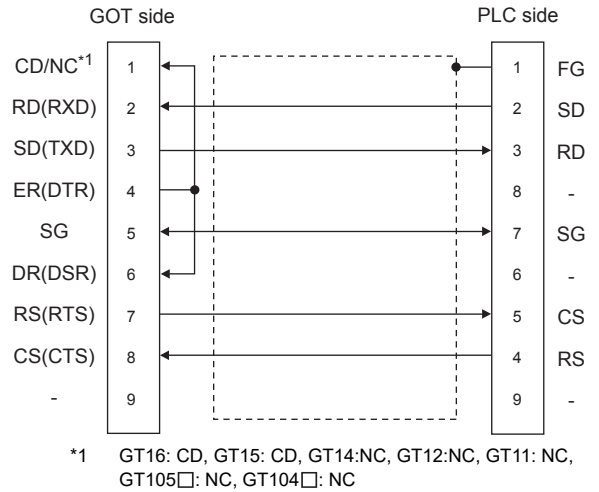 GOT side PLC side
CD/NC*1 1 1 FG
RD(RXD) 2 2 SD
SD(TXD) 3 3 RD
ER(DTR) 4 8 -
SG 5 7 SG
DR(DSR) 6 6 -
RS(RTS) 7 5 CS
CS(CTS) 8 4 RS
- 9 9 -
*1 GT16: CD, GT15: CD, GT14:NC, GT12:NC, GT11: NC,
GT105□: NC, GT104□: NC